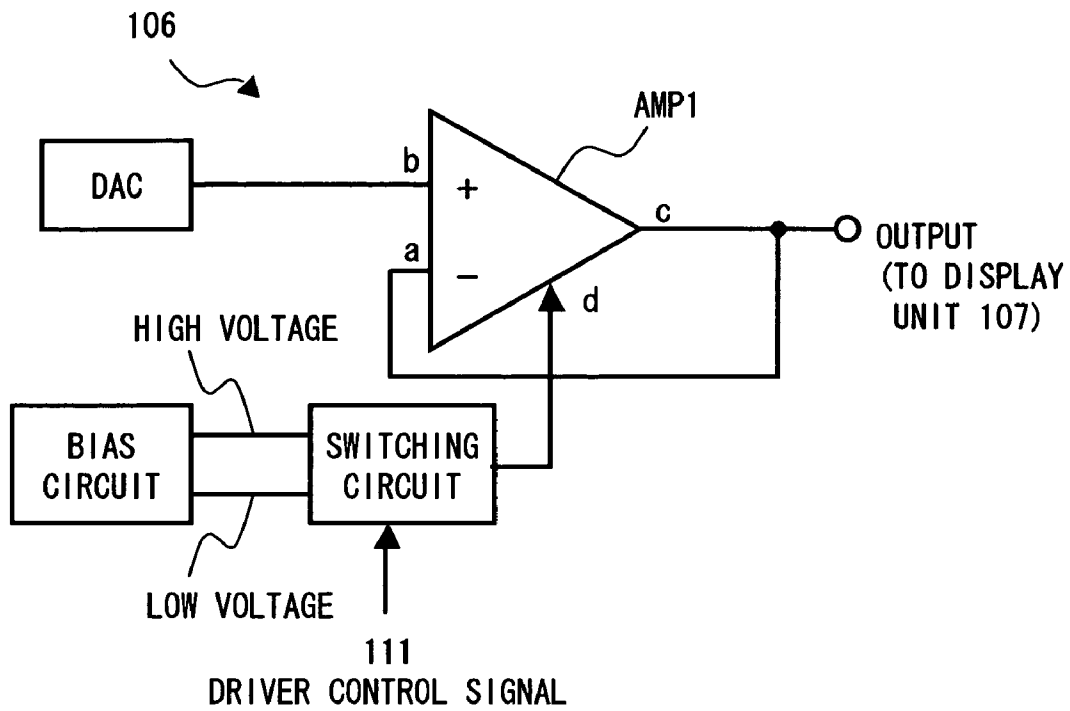 106
AMP1
DAC
b
+
c
a
−
d
OUTPUT
(TO DISPLAY
UNIT 107)
HIGH VOLTAGE
BIAS
CIRCUIT
SWITCHING
CIRCUIT
LOW VOLTAGE
111
DRIVER CONTROL SIGNAL